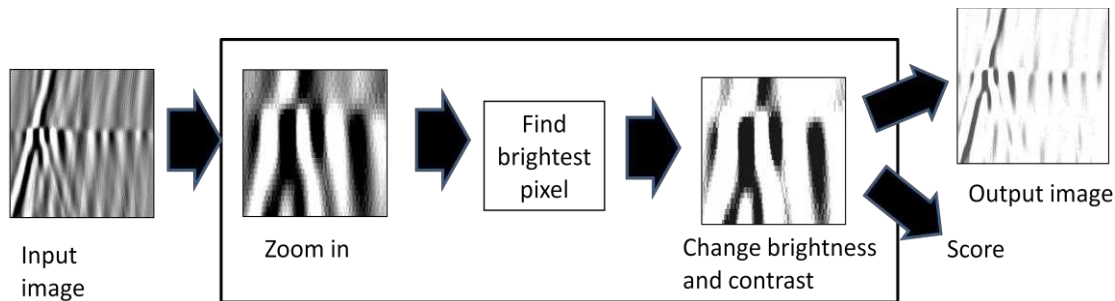 Input
image
Zoom in
Find
brightest
pixel
Change brightness
and contrast
Output image
Score